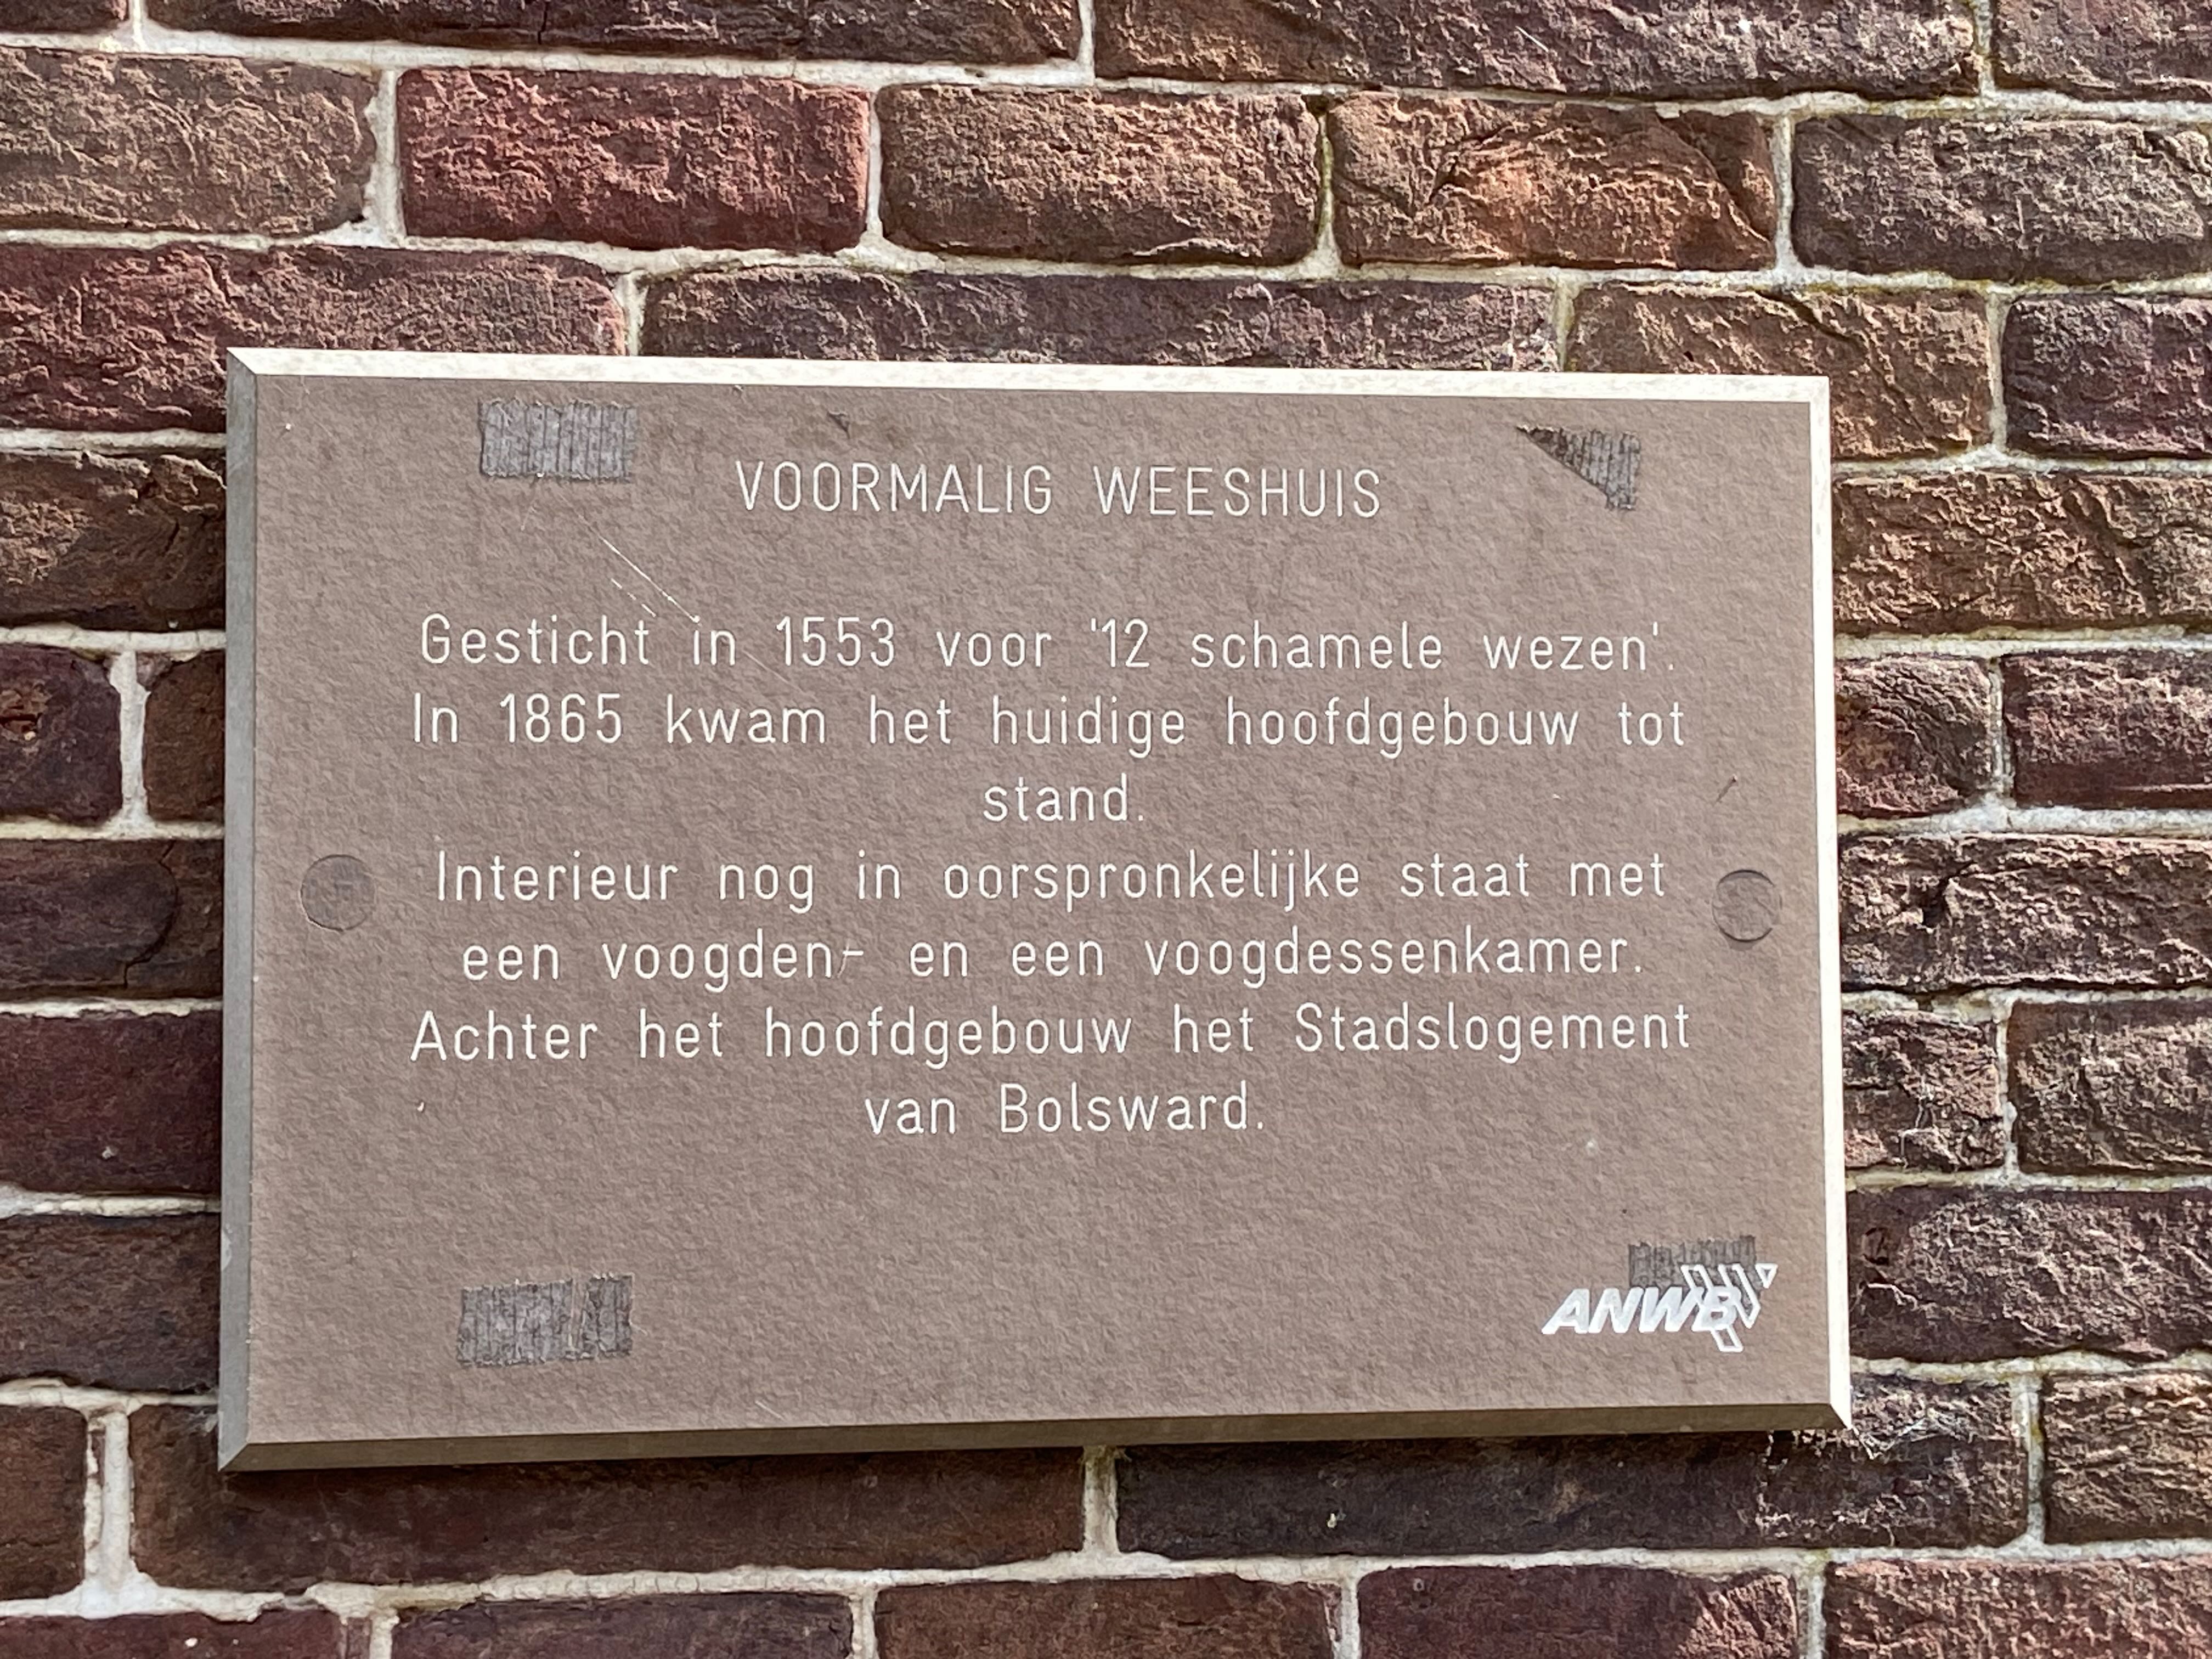 VOORMALIG WEESHUIS
Gesticht in 1553 voor '12 schamele wezen'.
In 1865 kwam het huidige hoofdgebouw tot
stand.
Interieur nog in oorspronkelijke staat met
een voogden- en een voogdessenkamer.
Achter het hoofdgebouw het Stadslogement
van Bolsward.
ANWB